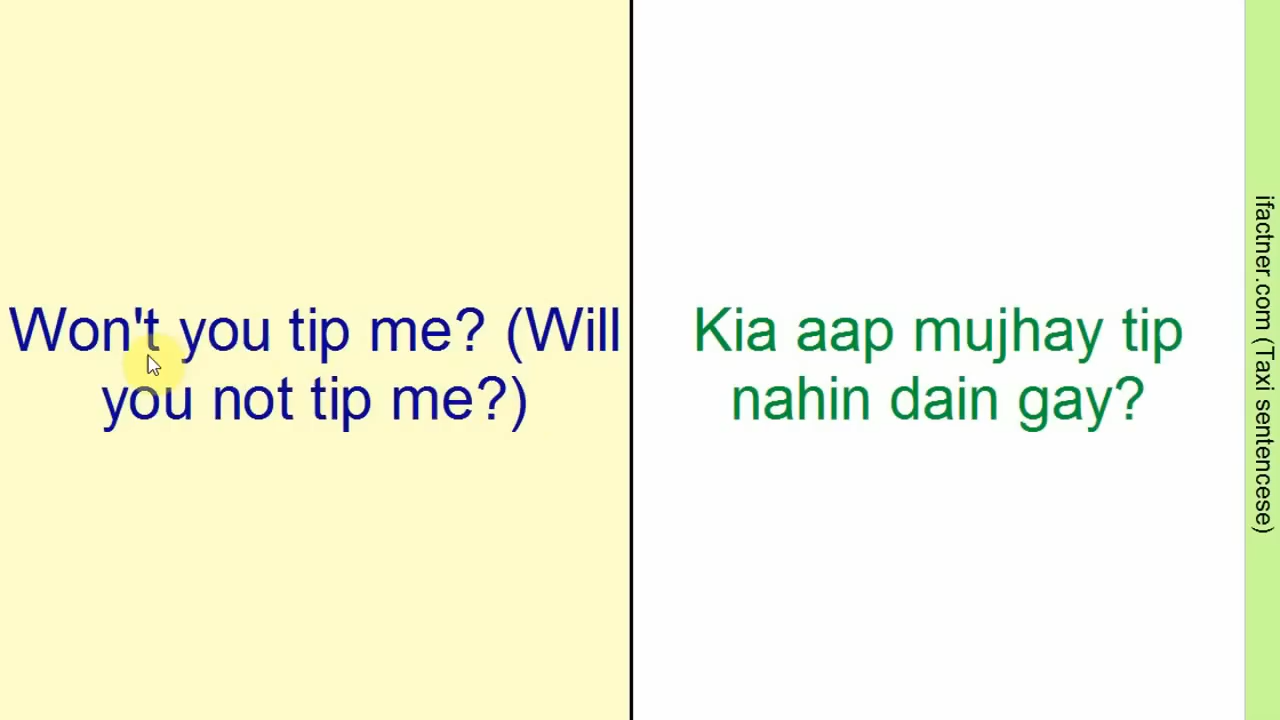 Won't you tip me? (Will
you not tip me?)
Kia aap mujhay tip
nahin dain gay?
ifactner.com (Taxi sentencese)